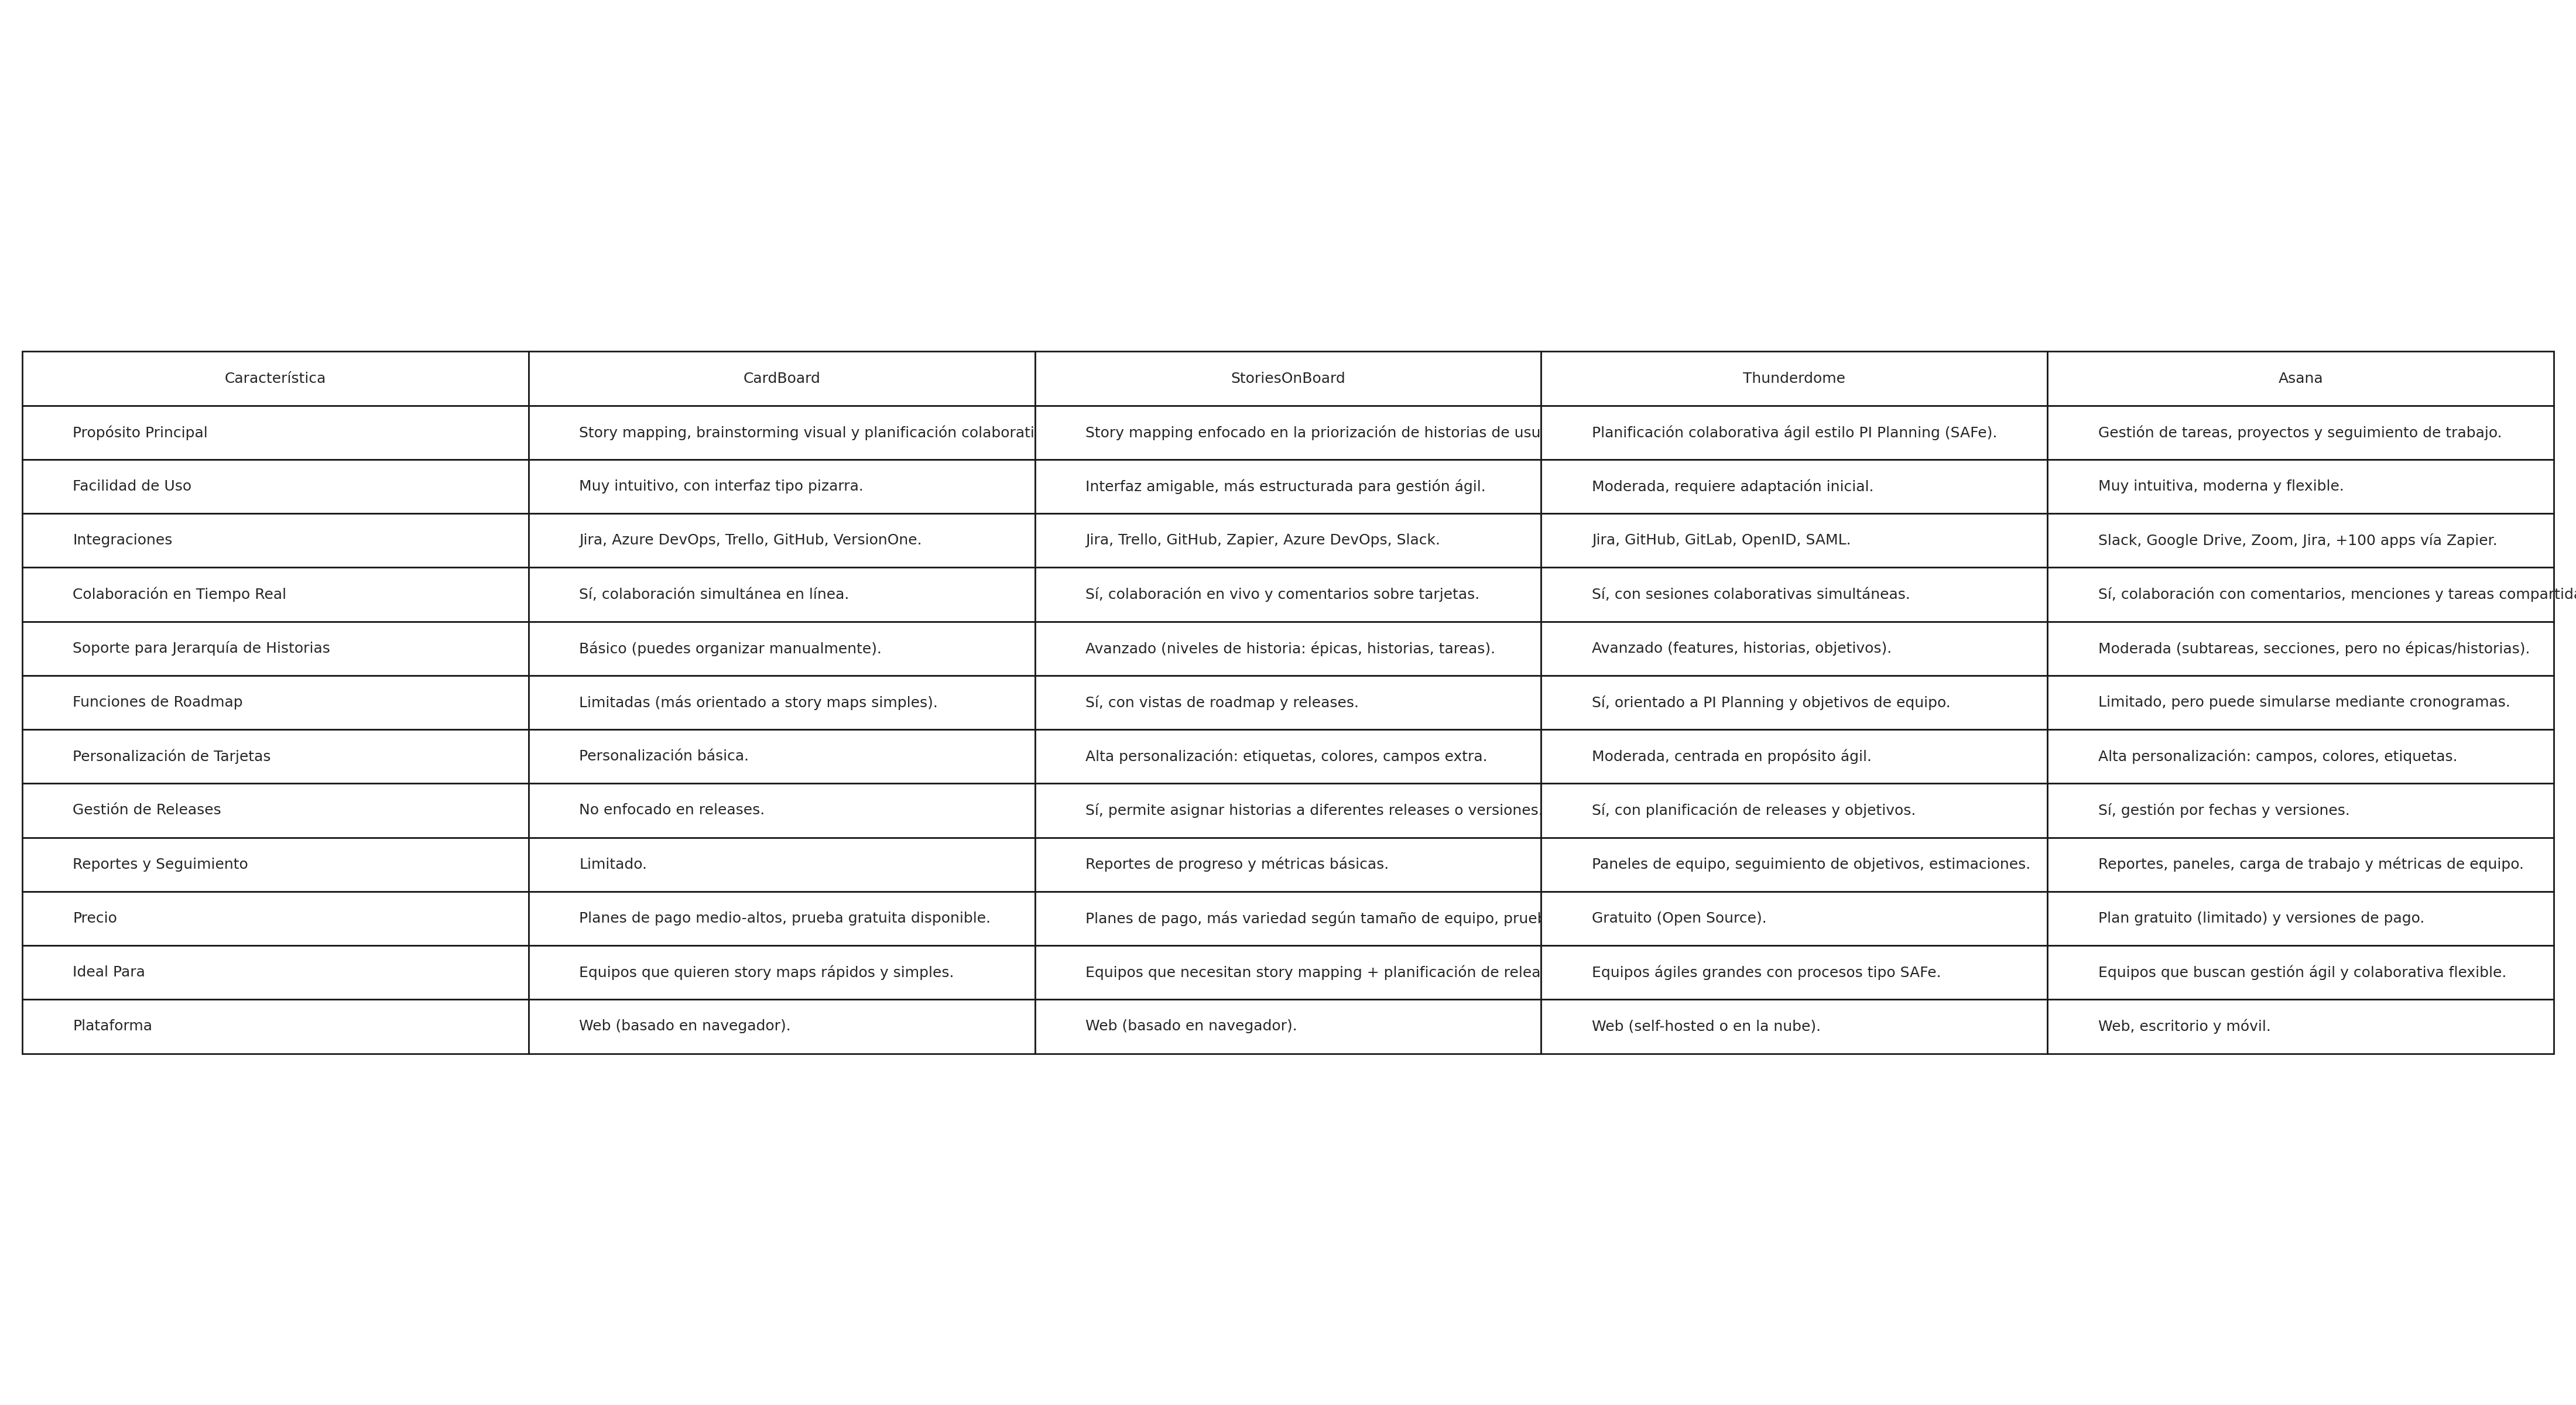 Característica CardBoard StoriesOnBoard Thunderdome Asana
Propósito Principal Story mapping, brainstorming visual y planificación colaborati Story mapping enfocado en la priorización de historias de usu Planificación colaborativa ágil estilo PI Planning (SAFe). Gestión de tareas, proyectos y seguimiento de trabajo.
Facilidad de Uso Muy intuitivo, con interfaz tipo pizarra. Interfaz amigable, más estructurada para gestión ágil. Moderada, requiere adaptación inicial. Muy intuitiva, moderna y flexible.
Integraciones Jira, Azure DevOps, Trello, GitHub, VersionOne. Jira, Trello, GitHub, Zapier, Azure DevOps, Slack. Jira, GitHub, GitLab, OpenID, SAML. Slack, Google Drive, Zoom, Jira, +100 apps vía Zapier.
Colaboración en Tiempo Real Sí, colaboración simultánea en línea. Sí, colaboración en vivo y comentarios sobre tarjetas. Sí, con sesiones colaborativas simultáneas. Sí, colaboración con comentarios, menciones y tareas compartida
Soporte para Jerarquía de Historias Básico (puedes organizar manualmente). Avanzado (niveles de historia: épicas, historias, tareas). Avanzado (features, historias, objetivos). Moderada (subtareas, secciones, pero no épicas/historias).
Funciones de Roadmap Limitadas (más orientado a story maps simples). Sí, con vistas de roadmap y releases. Sí, orientado a PI Planning y objetivos de equipo. Limitado, pero puede simularse mediante cronogramas.
Personalización de Tarjetas Personalización básica. Alta personalización: etiquetas, colores, campos extra. Moderada, centrada en propósito ágil. Alta personalización: campos, colores, etiquetas.
Gestión de Releases No enfocado en releases. Sí, permite asignar historias a diferentes releases o versiones. Sí, con planificación de releases y objetivos. Sí, gestión por fechas y versiones.
Reportes y Seguimiento Limitado. Reportes de progreso y métricas básicas. Paneles de equipo, seguimiento de objetivos, estimaciones. Reportes, paneles, carga de trabajo y métricas de equipo.
Precio Planes de pago medio-altos, prueba gratuita disponible. Planes de pago, más variedad según tamaño de equipo, prueb Gratuito (Open Source). Plan gratuito (limitado) y versiones de pago.
Ideal Para Equipos que quieren story maps rápidos y simples. Equipos que necesitan story mapping + planificación de relea Equipos ágiles grandes con procesos tipo SAFe. Equipos que buscan gestión ágil y colaborativa flexible.
Plataforma Web (basado en navegador). Web (basado en navegador). Web (self-hosted o en la nube). Web, escritorio y móvil.